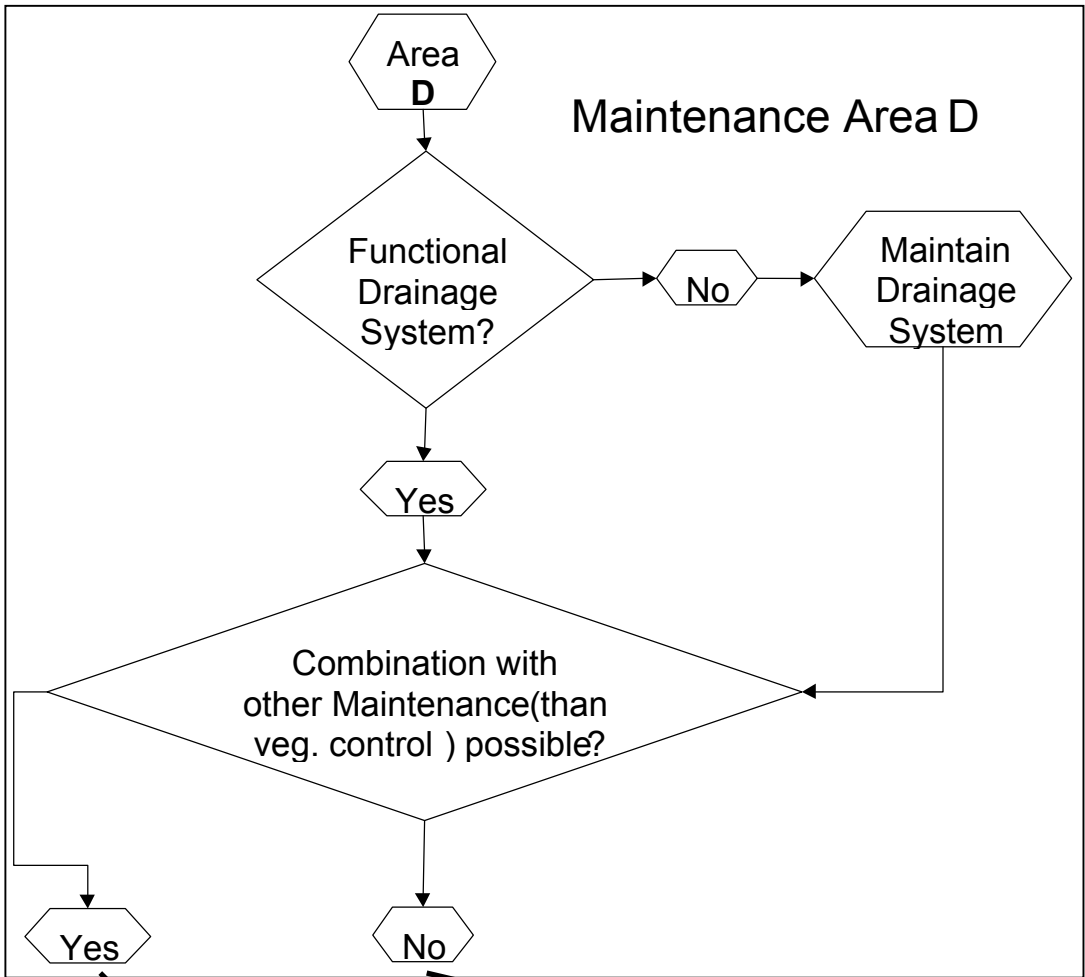 Area
D
Maintenance Area D
Functional
Drainage
System?
No
Maintain
Drainage
System
Yes
Combination with
other Maintenance(than
veg. control ) possible?
Yes
No